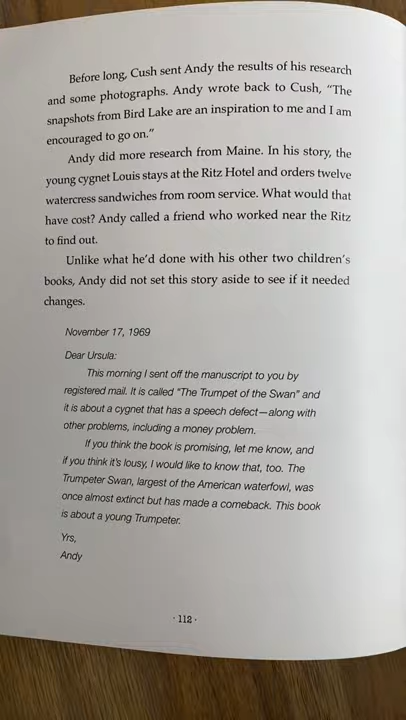 Before long, Cush sent Andy the results of his research
and some photographs. Andy wrote back to Cush, “The
snapshots from Bird Lake are an inspiration to me and I am
encouraged to go on.”
Andy did more research from Maine. In his story, the
young cygnet Louis stays at the Ritz Hotel and orders twelve
watercress sandwiches from room service. What would that
have cost? Andy called a friend who worked near the Ritz
to find out.
Unlike what he’d done with his other two children’s
books, Andy did not set this story aside to see if it needed
changes.
November 17, 1969
Dear Ursula:
This morning I sent off the manuscript to you by
registered mail. It is called “The Trumpet of the Swan” and
it is about a cygnet that has a speech defect—along with
other problems, including a money problem.
If you think the book is promising, let me know, and
if you think it’s lousy, I would like to know that, too. The
Trumpeter Swan, largest of the American waterfowl, was
once almost extinct but has made a comeback. This book
is about a young Trumpeter.
Yrs,
Andy
· 112 ·